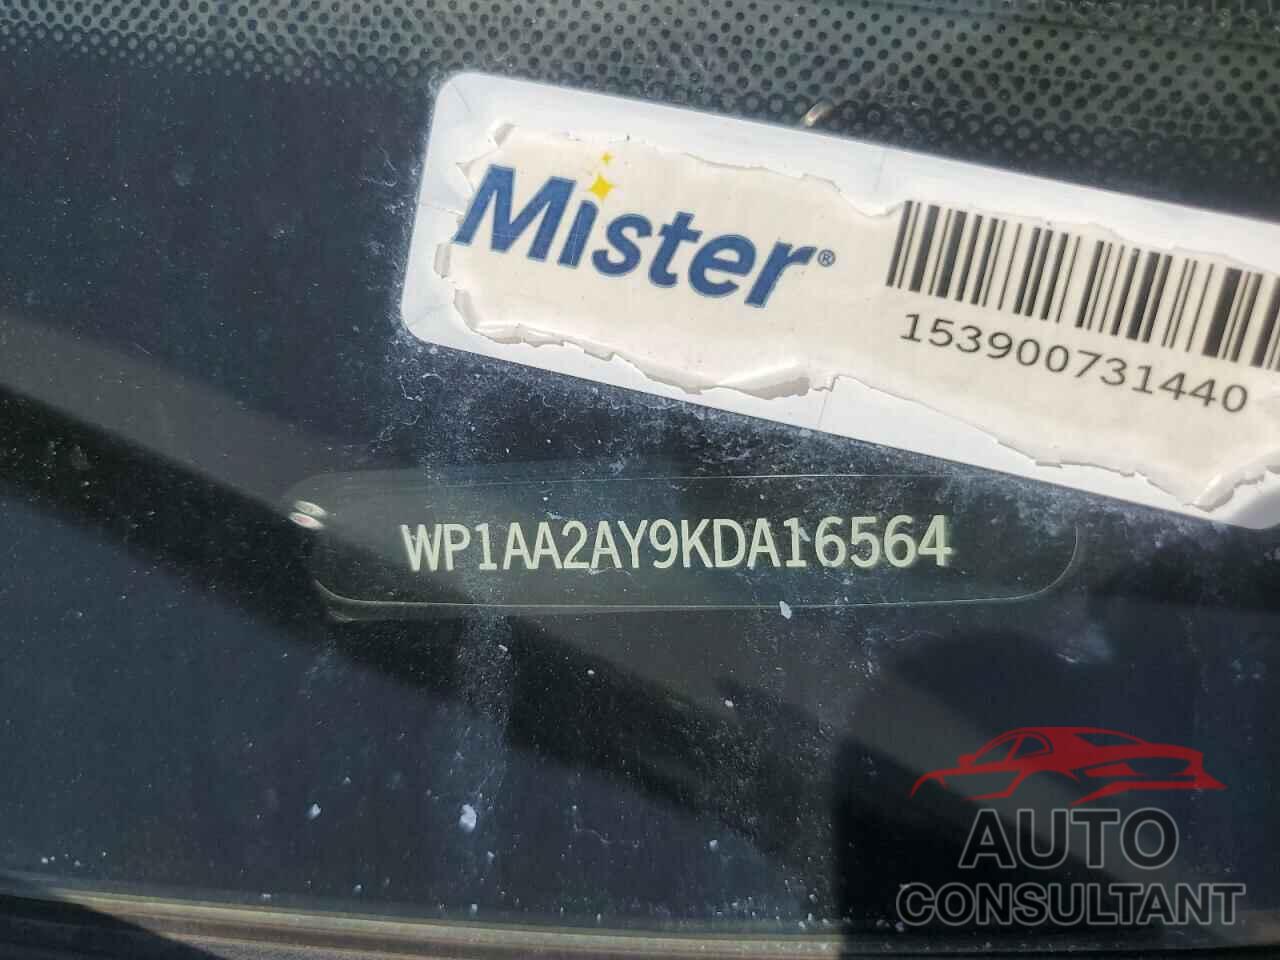 Mister®
153900731440
WP1AA2AY9KDA16564
AUTO
CONSULTANT